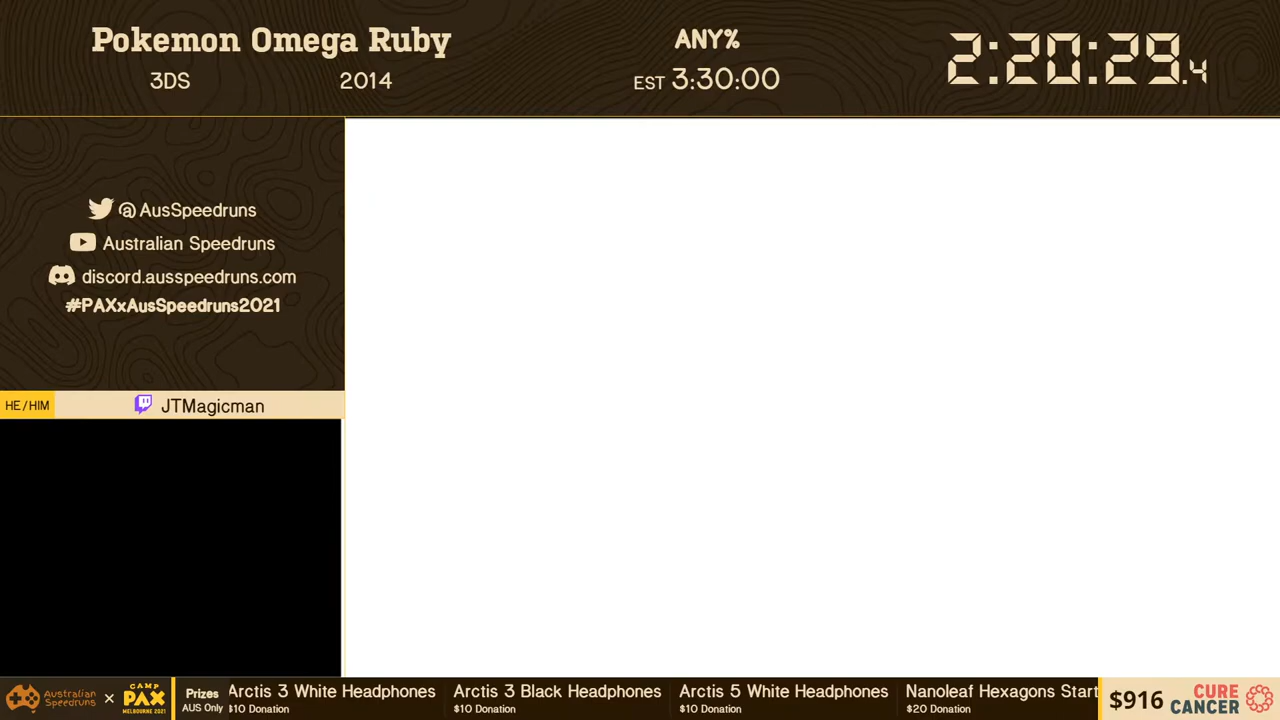 Pokemon Omega Ruby
3DS
2014
ANY%
EST 3:30:00
2:20:29.4
@AusSpeedruns
Australian Speedruns
discord.ausspeedruns.com
#PAXxAusSpeedruns2021
HE/HIM
JTMagicman
Australian
Speedruns
×
CAMP
PAX
MELBOURNE 2021
Prizes
AUS Only
Arctis 3 White Headphones
$10 Donation
Arctis 3 Black Headphones
$10 Donation
Arctis 5 White Headphones
$10 Donation
Nanoleaf Hexagons Start
$20 Donation
$916
CURE
CANCER